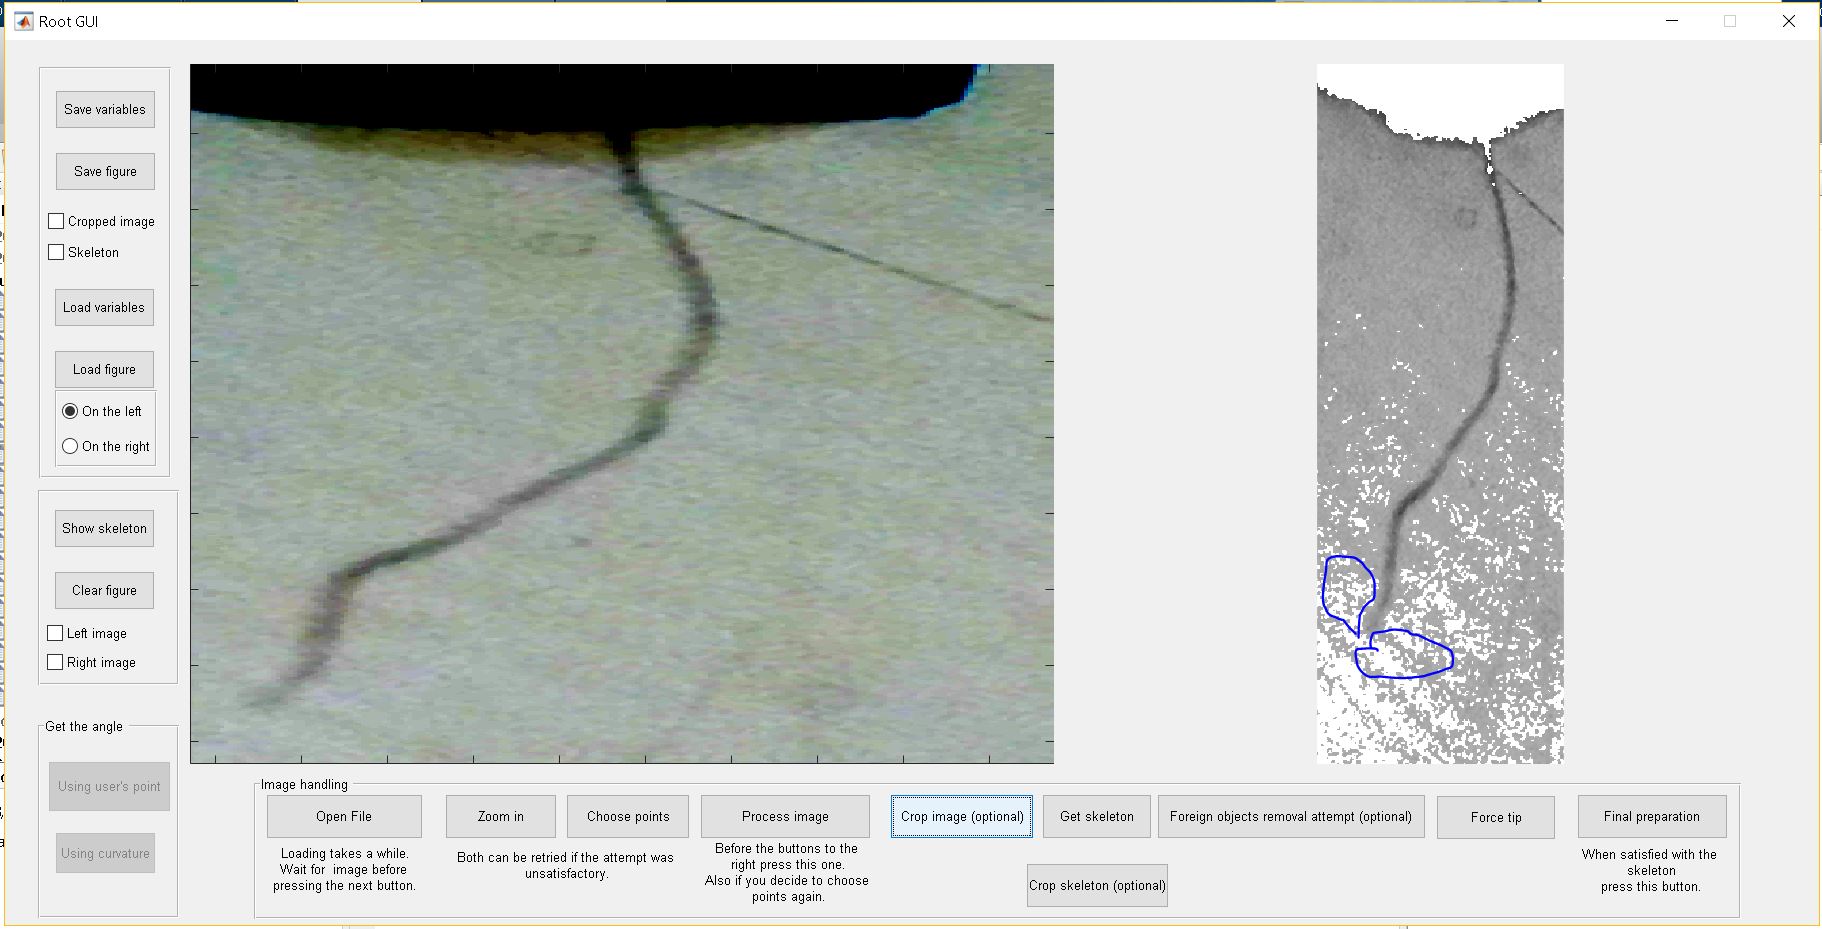 Root GUI
Save variables
Save figure
Cropped image
Skeleton
Load variables
Load figure
On the left
On the right
Show skeleton
Clear figure
Left image
Right image
Get the angle
Using user's point
Using curvature
Image handling
Open File
Loading takes a while.
Wait for image before
pressing the next button.
Zoom in
Choose points
Both can be retried if the attempt was
unsatisfactory.
Process image
Before the buttons to the
right press this one.
Also if you decide to choose
points again.
Crop image (optional)
Get skeleton
Foreign objects removal attempt (optional)
Force tip
Crop skeleton (optional)
Final preparation
When satisfied with the
skeleton
press this button.